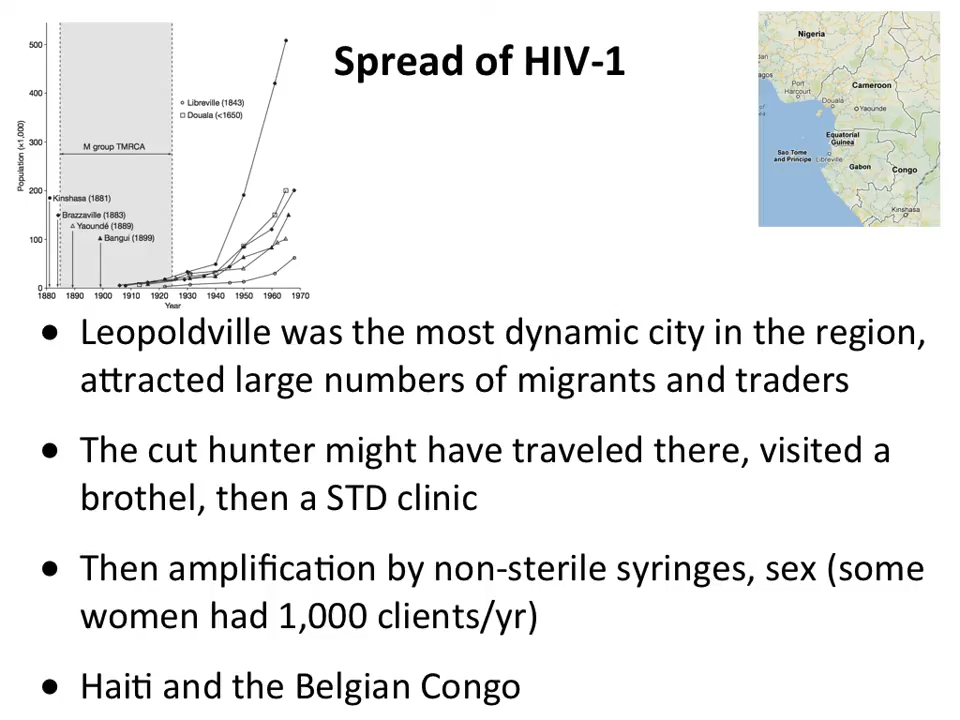 Spread of HIV-1
Population (×1,000)
500
400
300
200
100
0
Libreville (1843)
Douala (<1650)
M group TMRCA
Kinshasa (1881)
Brazzaville (1883)
Yaoundé (1889)
Bangui (1899)
1880 1890 1900 1910 1920 1930 1940 1950 1960 1970
Year
Nigeria
agos
Port
Harcourt
Cameroon
Douala
Yaounde
Equatorial
Guinea
Sao Tome
and Principe
Libreville
Gabon
Congo
Kinshasa
• Leopoldville was the most dynamic city in the region,
attracted large numbers of migrants and traders
• The cut hunter might have traveled there, visited a
brothel, then a STD clinic
• Then amplification by non-sterile syringes, sex (some
women had 1,000 clients/yr)
• Haiti and the Belgian Congo